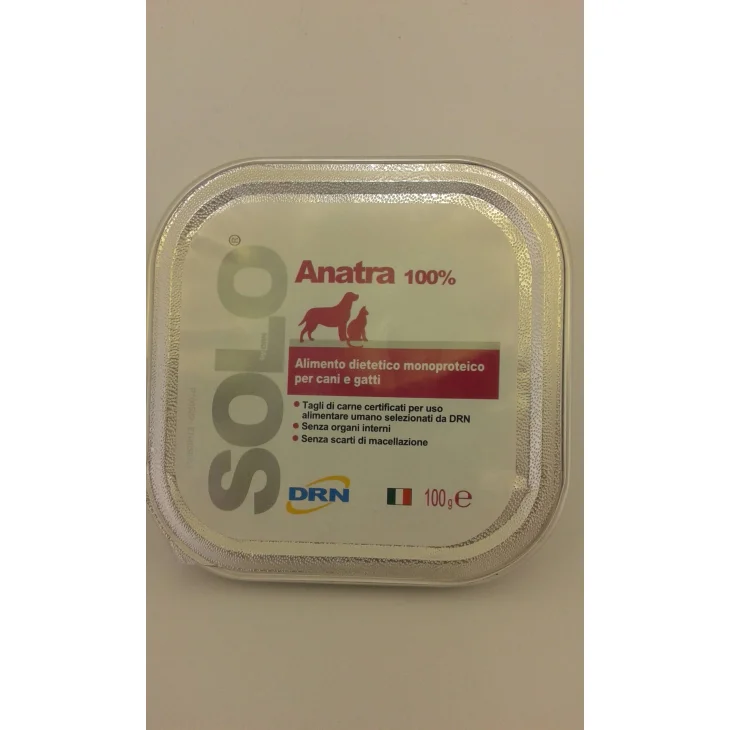 SOLO®
Anatra 100%
Alimento dietetico monoproteico
per cani e gatti
• Tagli di carne certificati per uso
alimentare umano selezionati da DRN
• Senza organi interni
• Senza scarti di macellazione
DRN
100 g ℮